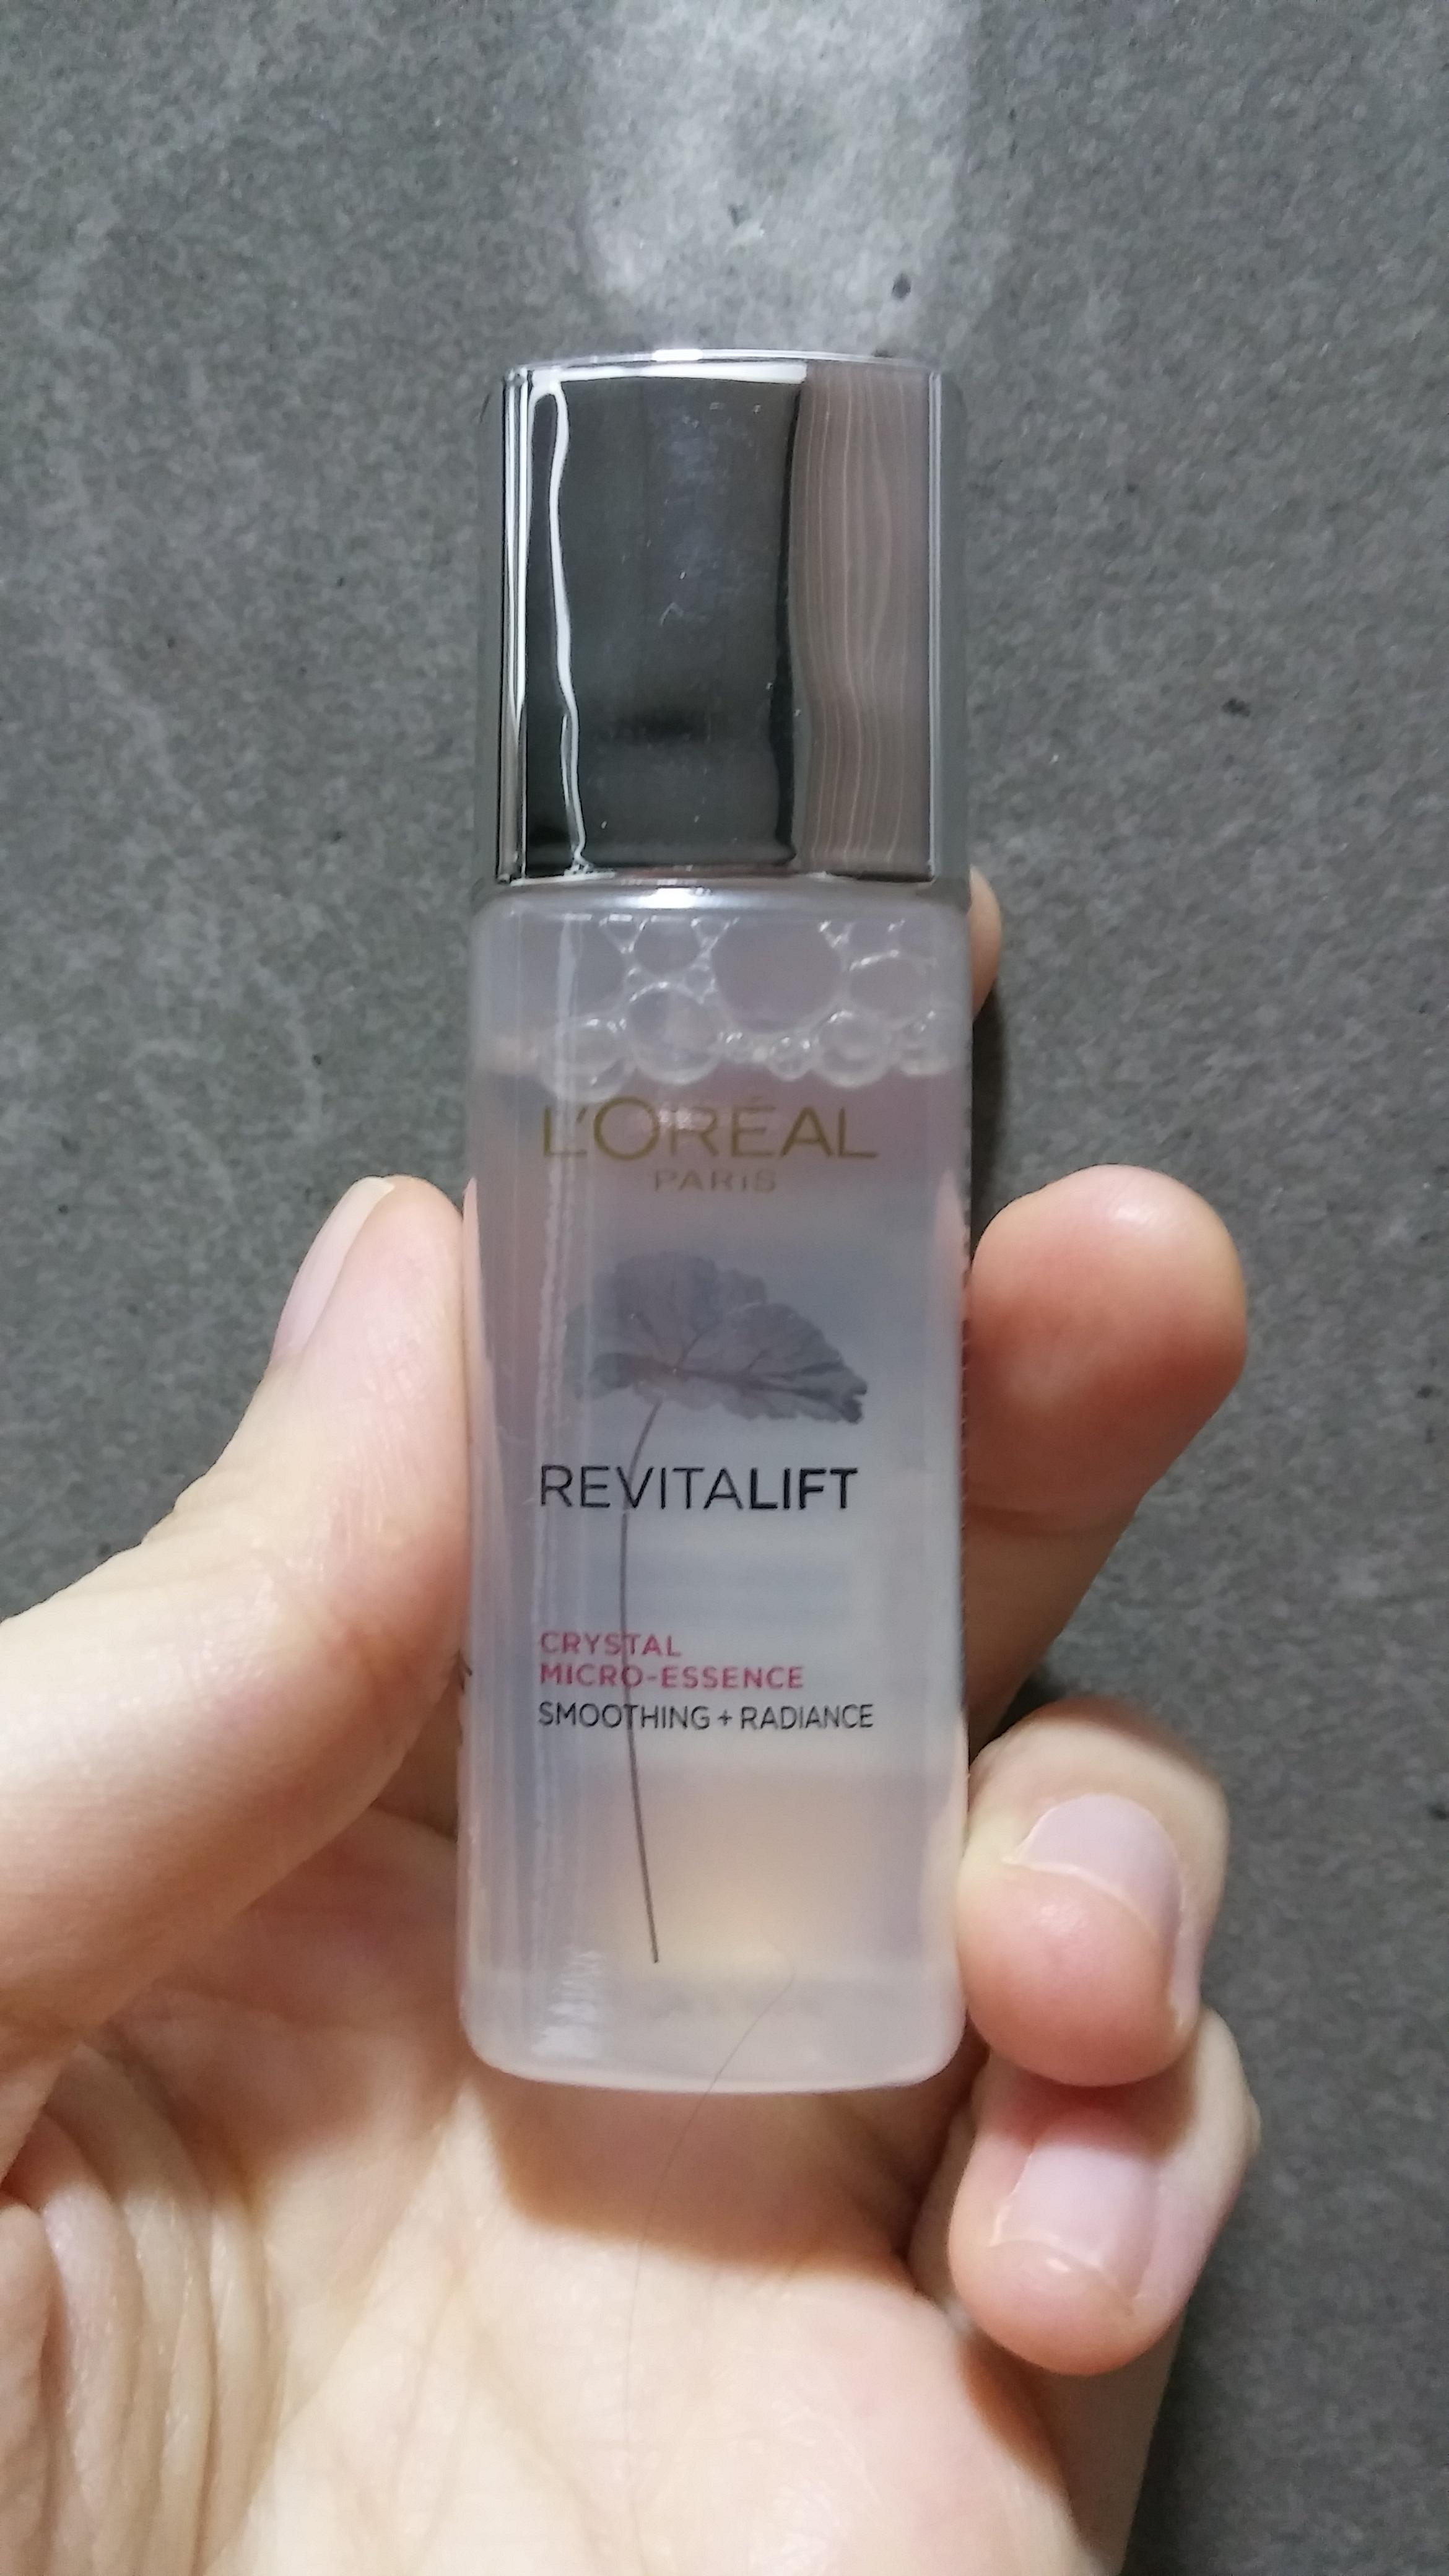 L'ORÉAL
PARIS
REVITALIFT
CRYSTAL
MICRO-ESSENCE
SMOOTHING + RADIANCE